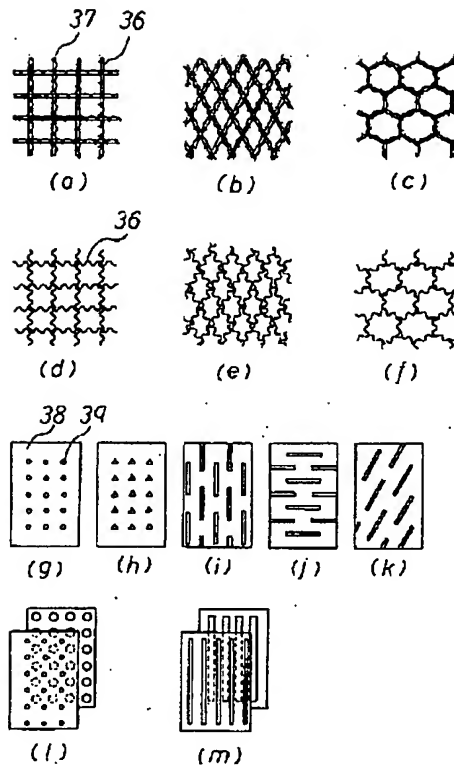 37 36
(a) (b) (c)
36
(d) (e) (f)
38 39
(g) (h) (i) (j) (k)
(l) (m)